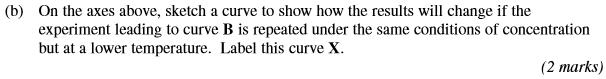 (b) On the axes above, sketch a curve to show how the results will change if the
experiment leading to curve B is repeated under the same conditions of concentration
but at a lower temperature. Label this curve X.
(2 marks)